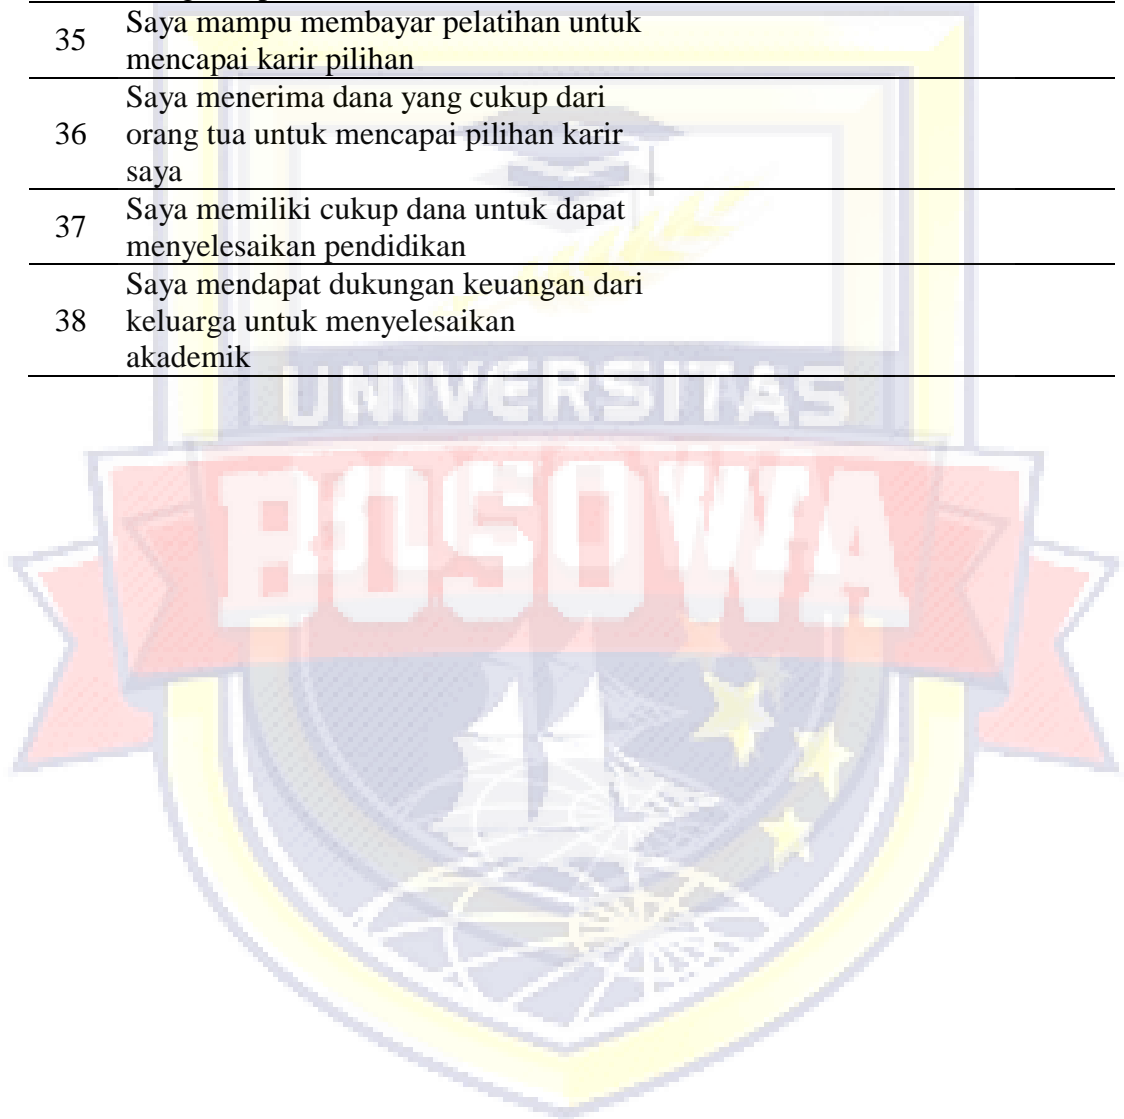 35
Saya mampu membayar pelatihan untuk
mencapai karir pilihan
36
Saya menerima dana yang cukup dari
orang tua untuk mencapai pilihan karir
saya
37
Saya memiliki cukup dana untuk dapat
menyelesaikan pendidikan
38
Saya mendapat dukungan keuangan dari
keluarga untuk menyelesaikan
akademik
UNIVERSITAS
BOSOWA